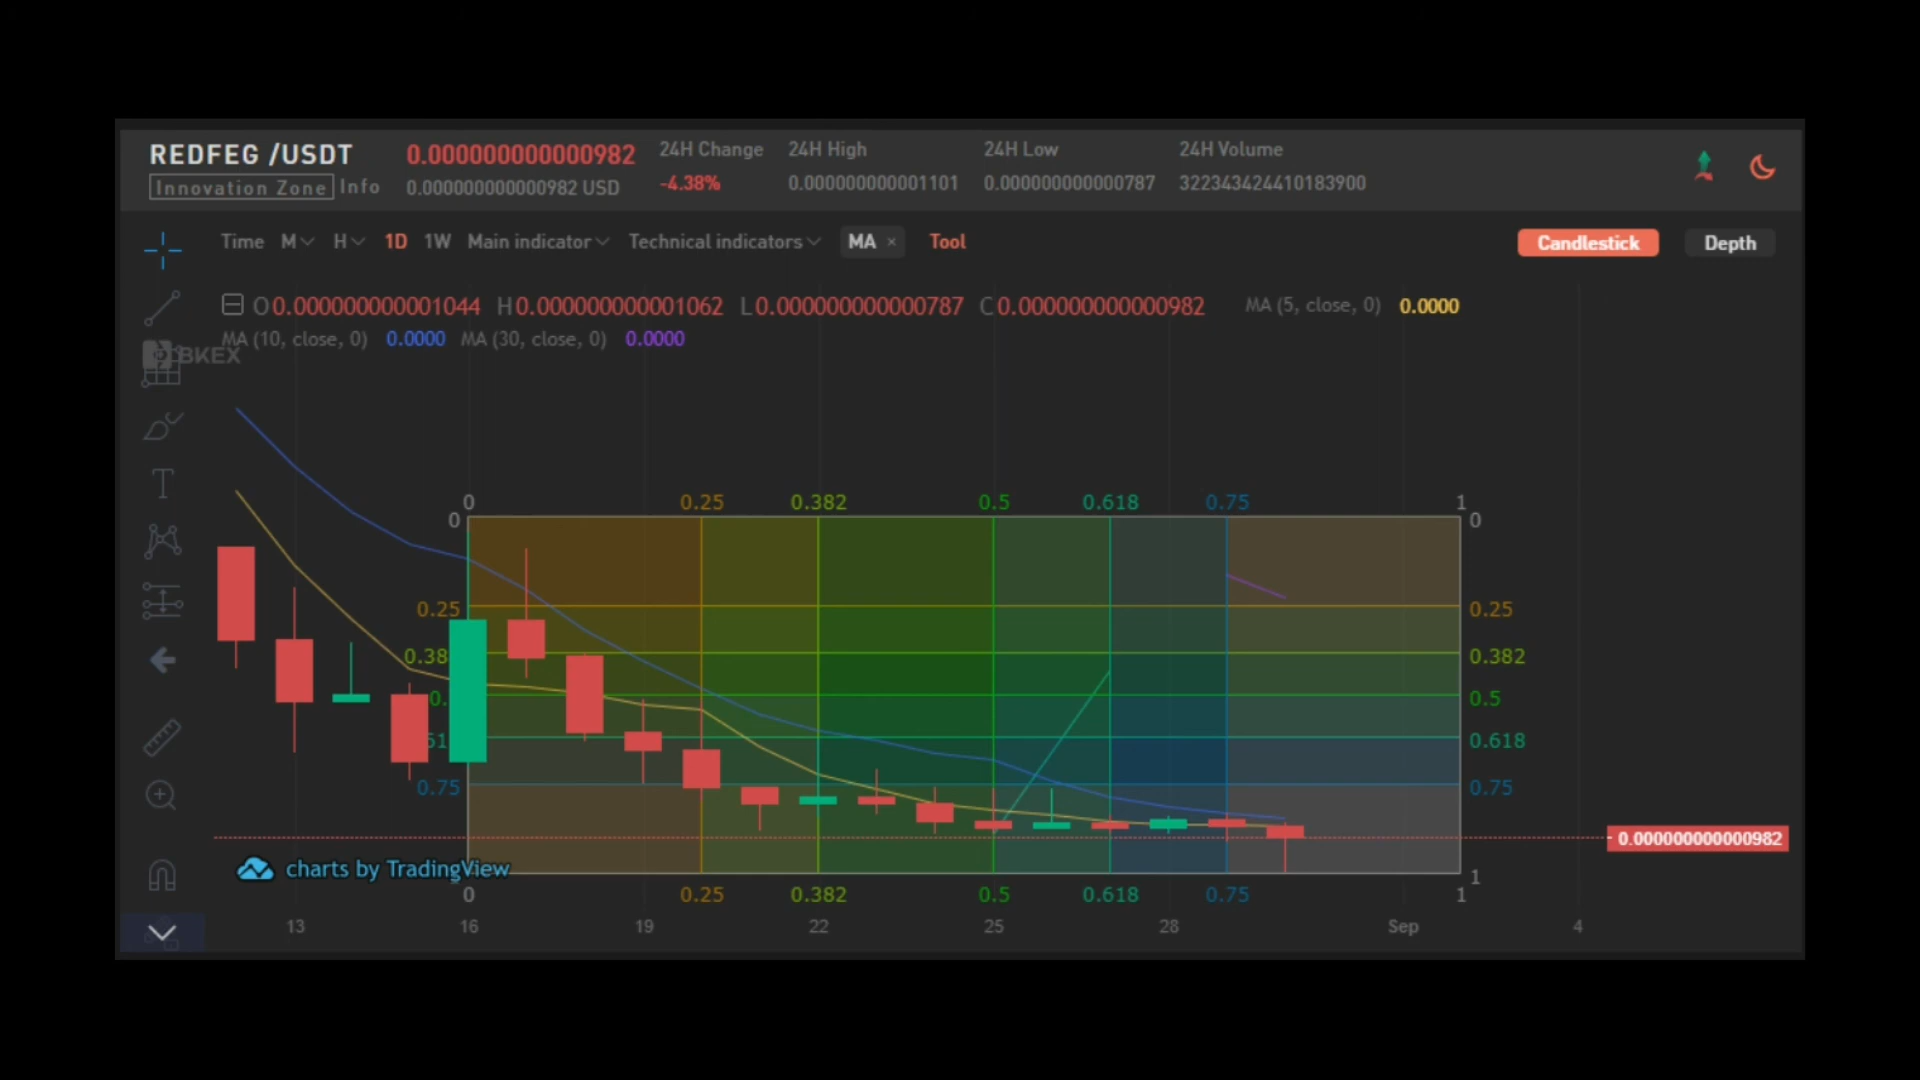 REDFEG /USDT 0.000000000000982 24H Change 24H High 24H Low 24H Volume
Innovation Zone Info 0.000000000000982 USD -4.38% 0.000000000001101 0.000000000000787 322343424410183900
Time M H 1D 1W Main indicator Technical indicators MA × Tool Candlestick Depth
O0.000000000001044 H0.000000000001062 L0.000000000000787 C0.000000000000982 MA (5, close, 0) 0.0000
MA (10, close, 0) 0.0000 MA (30, close, 0) 0.0000
BKEX
0 0.25 0.382 0.5 0.618 0.75 1
0 0
0.25 0.25
0.38 0.382
0. 0.5
61 0.618
0.75 0.75
0.000000000000982
charts by TradingView
1
0 0.25 0.382 0.5 0.618 0.75 1
13 16 19 22 25 28 Sep 4